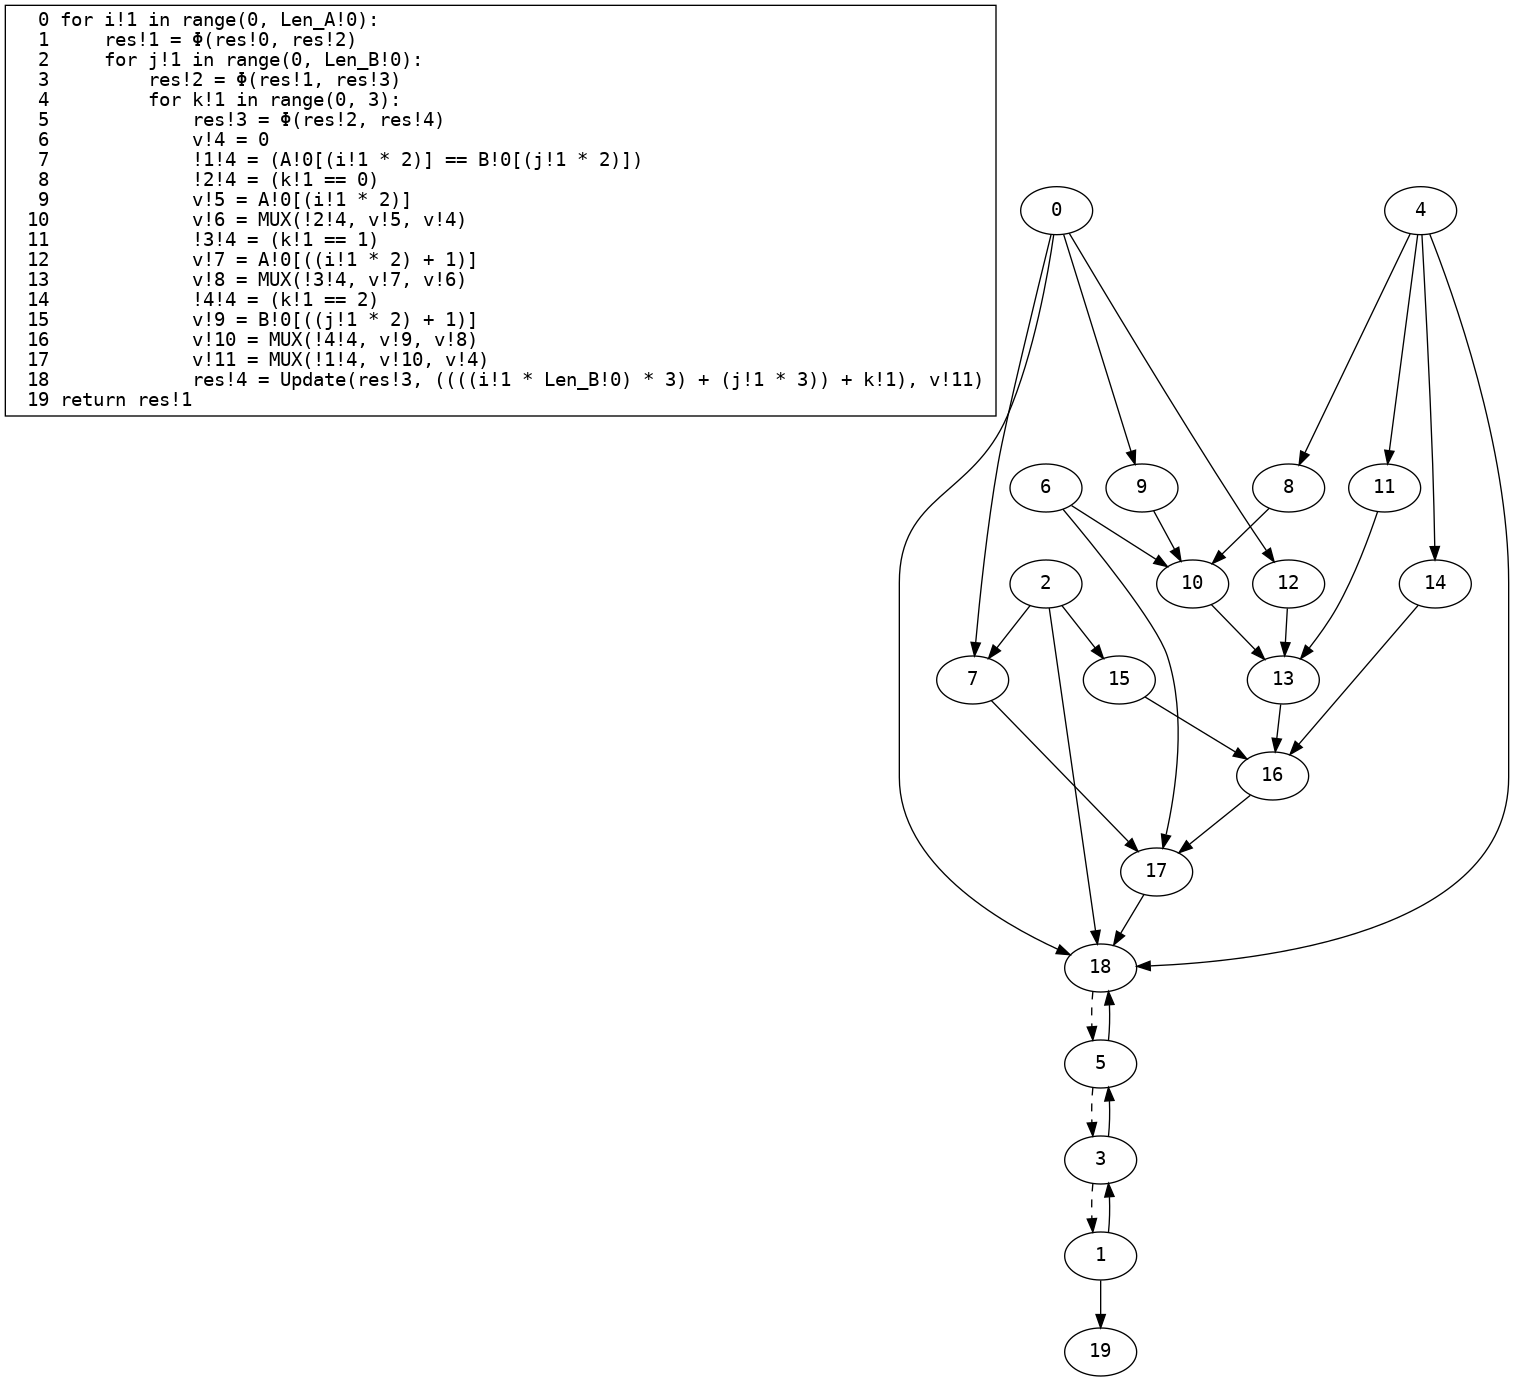 0 for i!1 in range(0, Len_A!0):
1     res!1 = Φ(res!0, res!2)
2     for j!1 in range(0, Len_B!0):
3         res!2 = Φ(res!1, res!3)
4         for k!1 in range(0, 3):
5             res!3 = Φ(res!2, res!4)
6             v!4 = 0
7             !1!4 = (A!0[(i!1 * 2)] == B!0[(j!1 * 2)])
8             !2!4 = (k!1 == 0)
9             v!5 = A!0[(i!1 * 2)]
10             v!6 = MUX(!2!4, v!5, v!4)
11             !3!4 = (k!1 == 1)
12             v!7 = A!0[((i!1 * 2) + 1)]
13             v!8 = MUX(!3!4, v!7, v!6)
14             !4!4 = (k!1 == 2)
15             v!9 = B!0[((j!1 * 2) + 1)]
16             v!10 = MUX(!4!4, v!9, v!8)
17             v!11 = MUX(!1!4, v!10, v!4)
18             res!4 = Update(res!3, ((((i!1 * Len_B!0) * 3) + (j!1 * 3)) + k!1), v!11)
19 return res!1
0
4
6
9
8
11
2
10
12
14
7
15
13
16
17
18
5
3
1
19